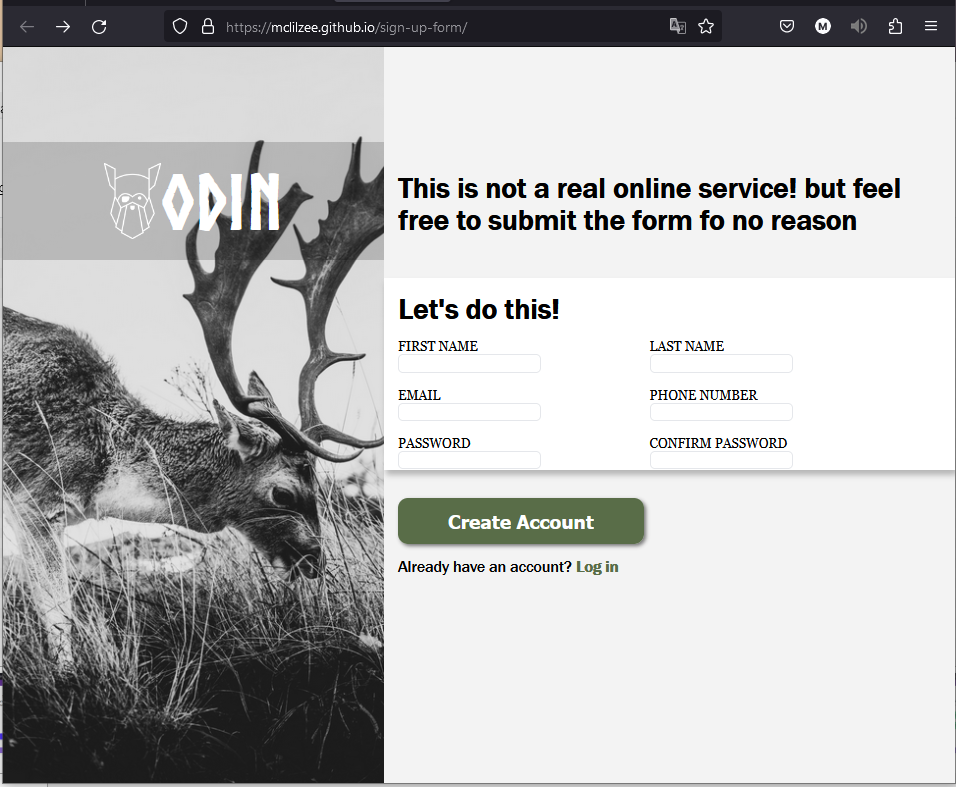 https://mclilzee.github.io/sign-up-form/
M
ODIN
This is not a real online service! but feel
free to submit the form fo no reason
Let's do this!
FIRST NAME
LAST NAME
EMAIL
PHONE NUMBER
PASSWORD
CONFIRM PASSWORD
Create Account
Already have an account? Log in